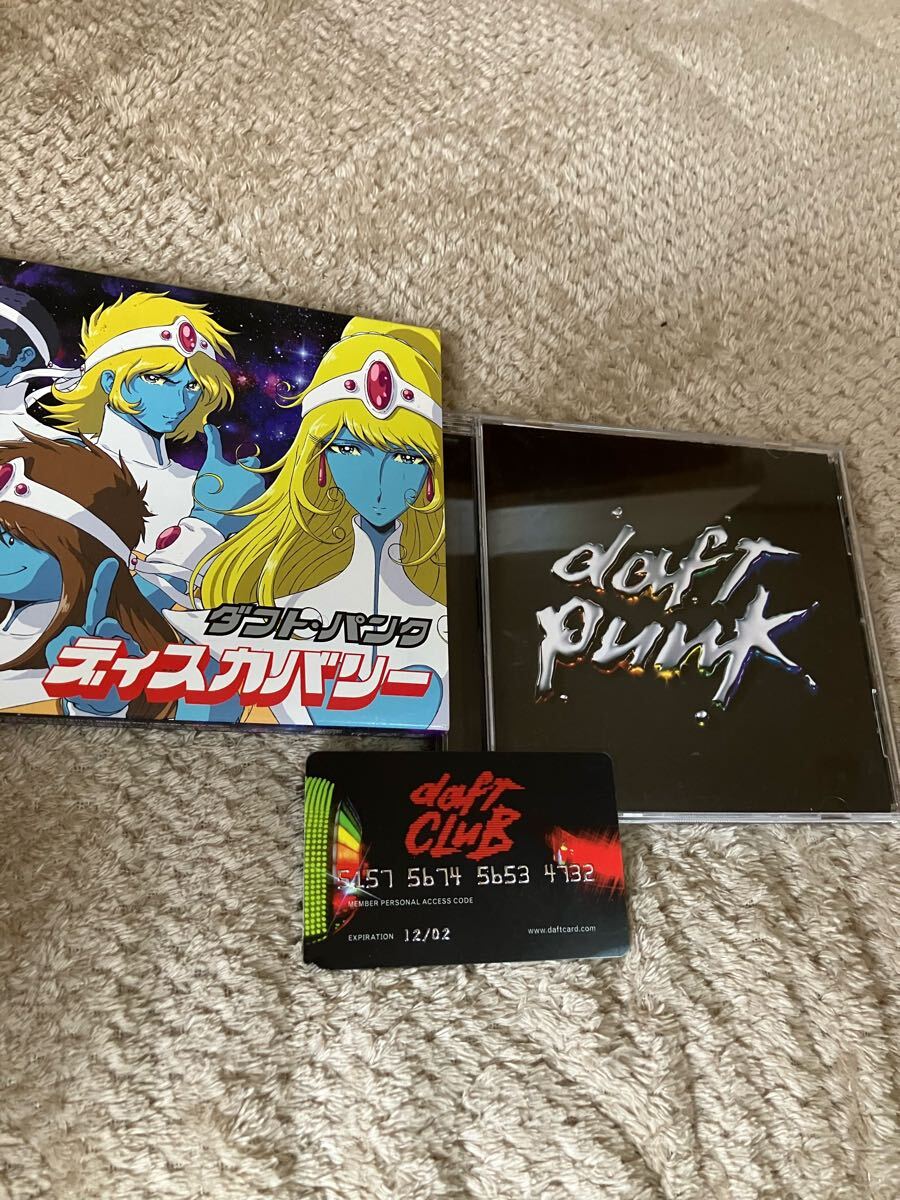 ダフト・パンク
ディスカバリー
daft
punk
daft
CLUB
5157 5674 5653 4732
MEMBER PERSONAL ACCESS CODE
EXPIRATION 12/02
www.daftcard.com